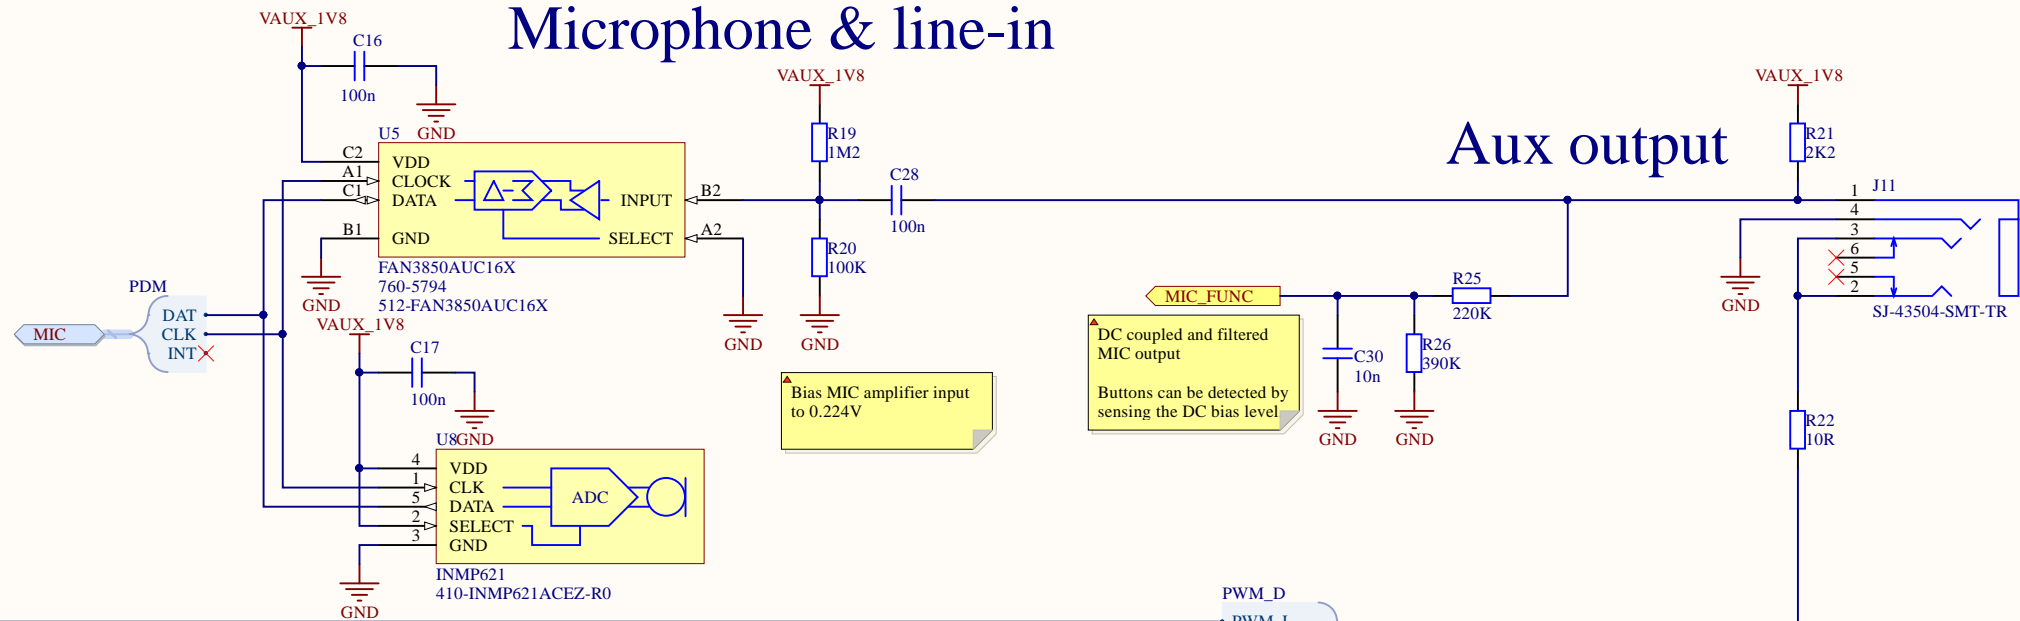 Microphone & line-in
VAUX_1V8
C16
100n
GND
U5
C2
A1
C1
B1
VDD
CLOCK
DATA
GND
INPUT
SELECT
B2
A2
FAN3850AUC16X
760-5794
512-FAN3850AUC16X
GND
VAUX_1V8
R19
1M2
C28
100n
R20
100K
GND
GND
Bias MIC amplifier input
to 0.224V
PDM
MIC
DAT
CLK
INT
VAUX_1V8
C17
100n
GND
U8
4
1
5
2
3
VDD
CLK
DATA
SELECT
GND
ADC
INMP621
410-INMP621ACEZ-R0
GND
Aux output
VAUX_1V8
R21
2K2
J11
1
4
3
6
5
2
SJ-43504-SMT-TR
GND
MIC_FUNC
R25
220K
DC coupled and filtered
MIC output
Buttons can be detected by
sensing the DC bias level
C30
10n
R26
390K
GND
GND
R22
10R
PWM_D